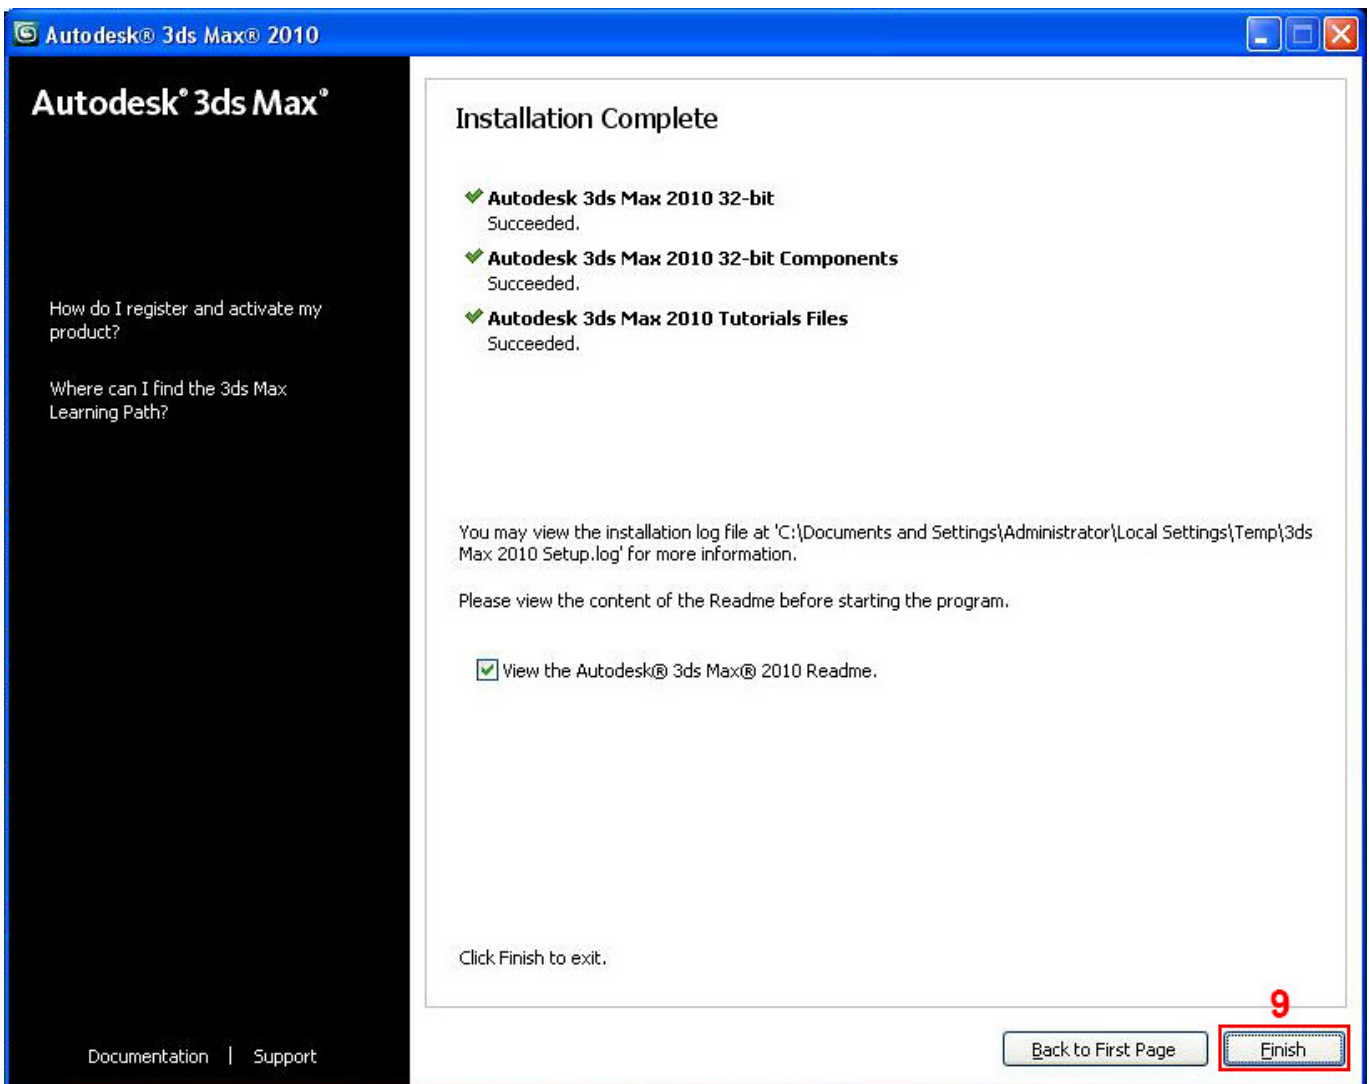 Autodesk® 3ds Max® 2010
Autodesk® 3ds Max®
How do I register and activate my
product?
Where can I find the 3ds Max
Learning Path?
Documentation | Support
Installation Complete
Autodesk 3ds Max 2010 32-bit
Succeeded.
Autodesk 3ds Max 2010 32-bit Components
Succeeded.
Autodesk 3ds Max 2010 Tutorials Files
Succeeded.
You may view the installation log file at 'C:\Documents and Settings\Administrator\Local Settings\Temp\3ds
Max 2010 Setup.log' for more information.
Please view the content of the Readme before starting the program.
View the Autodesk® 3ds Max® 2010 Readme.
Click Finish to exit.
9
Back to First Page
Finish